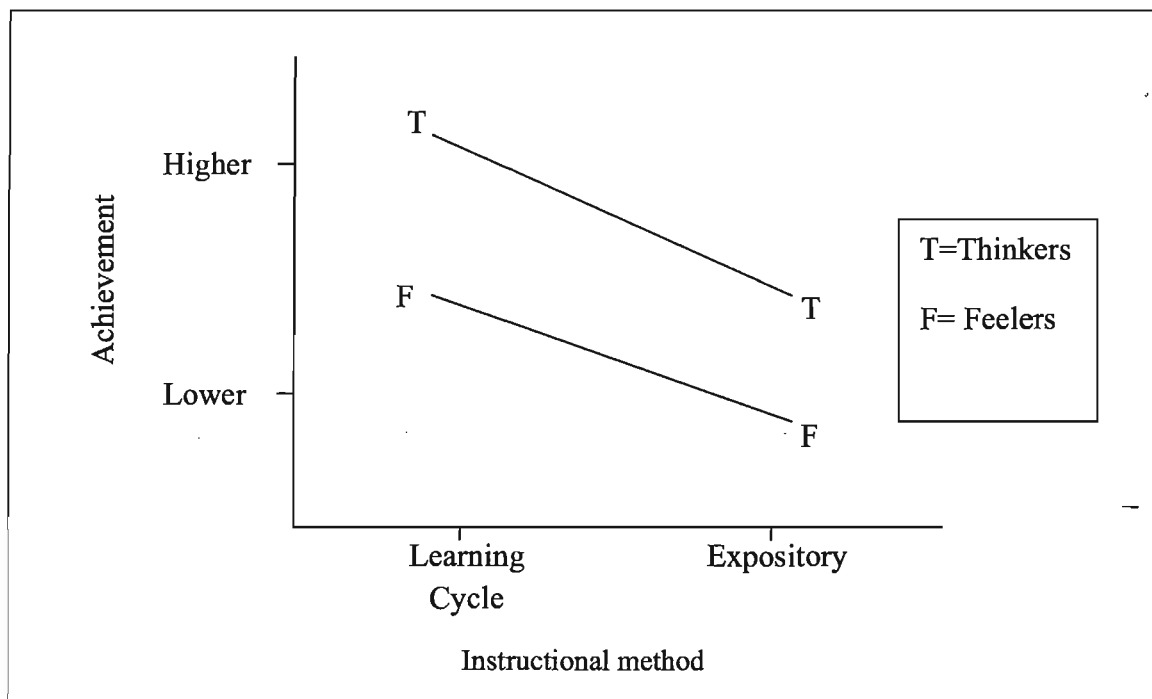 T
Higher
T=Thinkers
Achievement
F
T
F= Feelers
Lower
F
Learning
Cycle
Expository
Instructional method